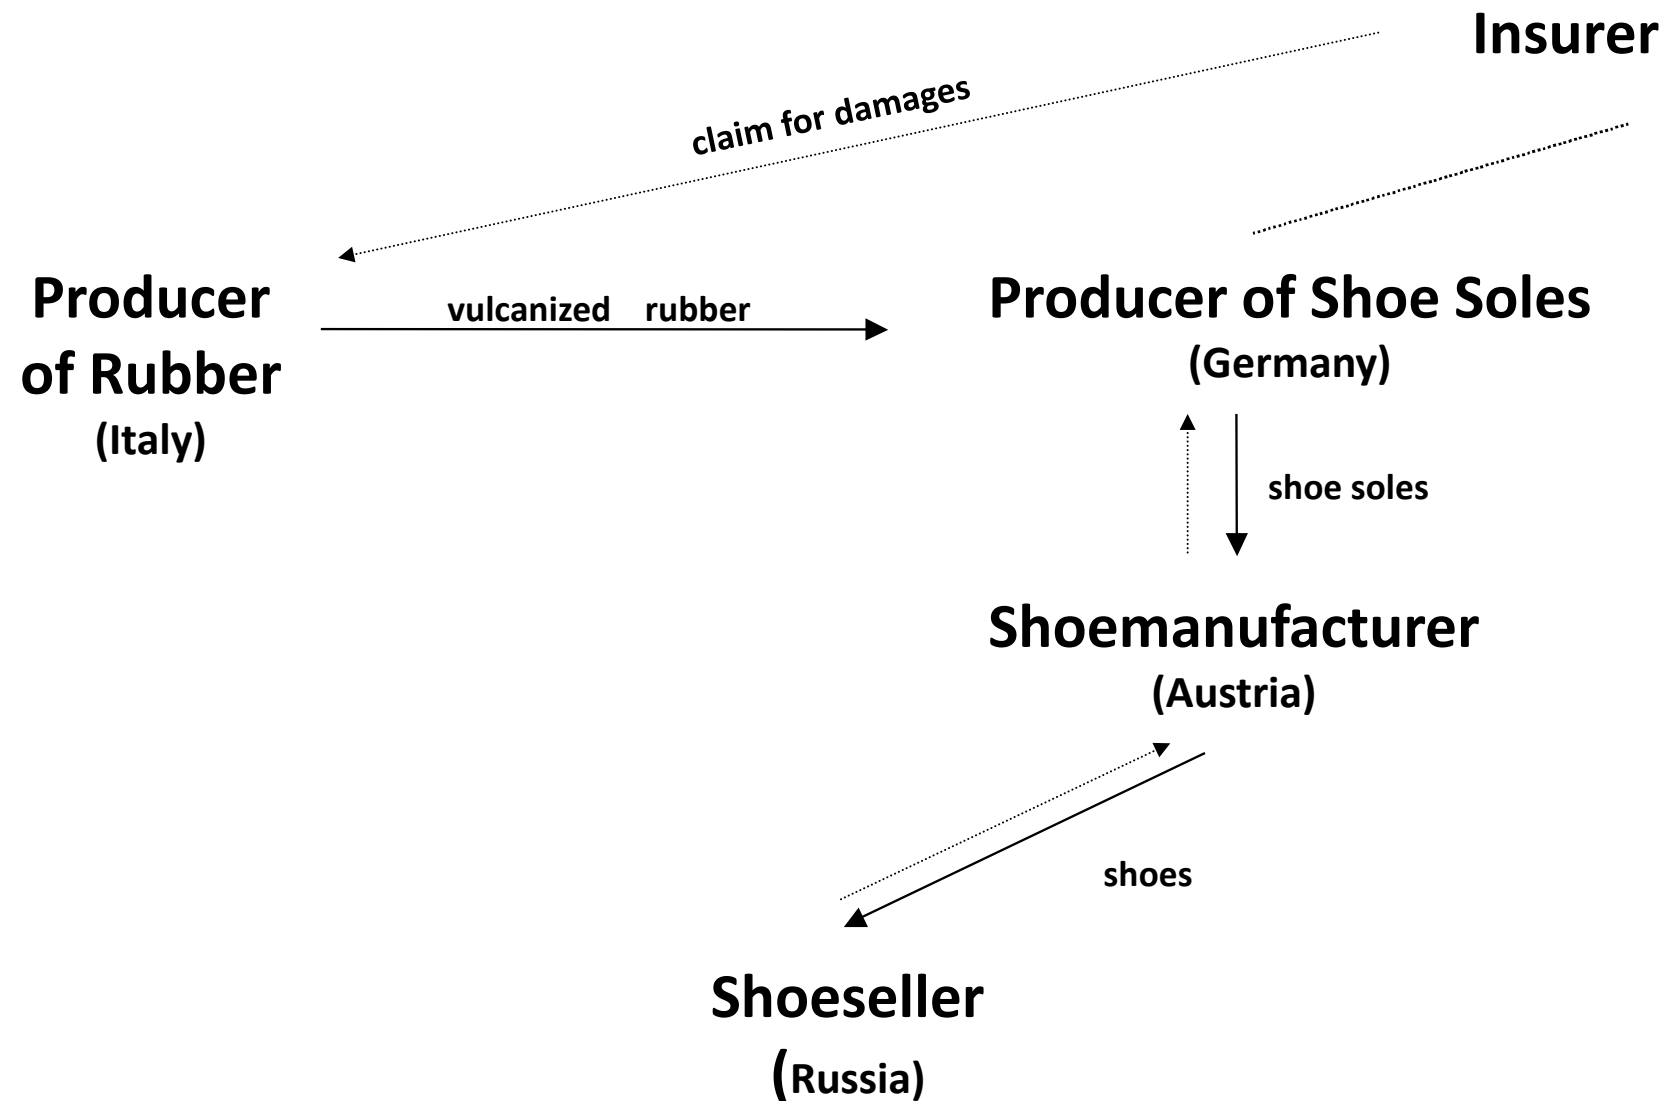 Insurer
claim for damages
Producer
of Rubber
(Italy)
vulcanized rubber
Producer of Shoe Soles
(Germany)
shoe soles
Shoemanufacturer
(Austria)
shoes
Shoeseller
(Russia)